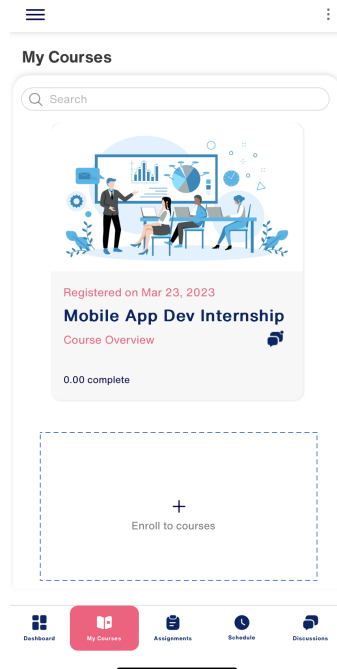 My Courses
Search
Registered on Mar 23, 2023
Mobile App Dev Internship
Course Overview
0.00 complete
Enroll to courses
Dashboard
My Courses
Assignments
Schedule
Discussions